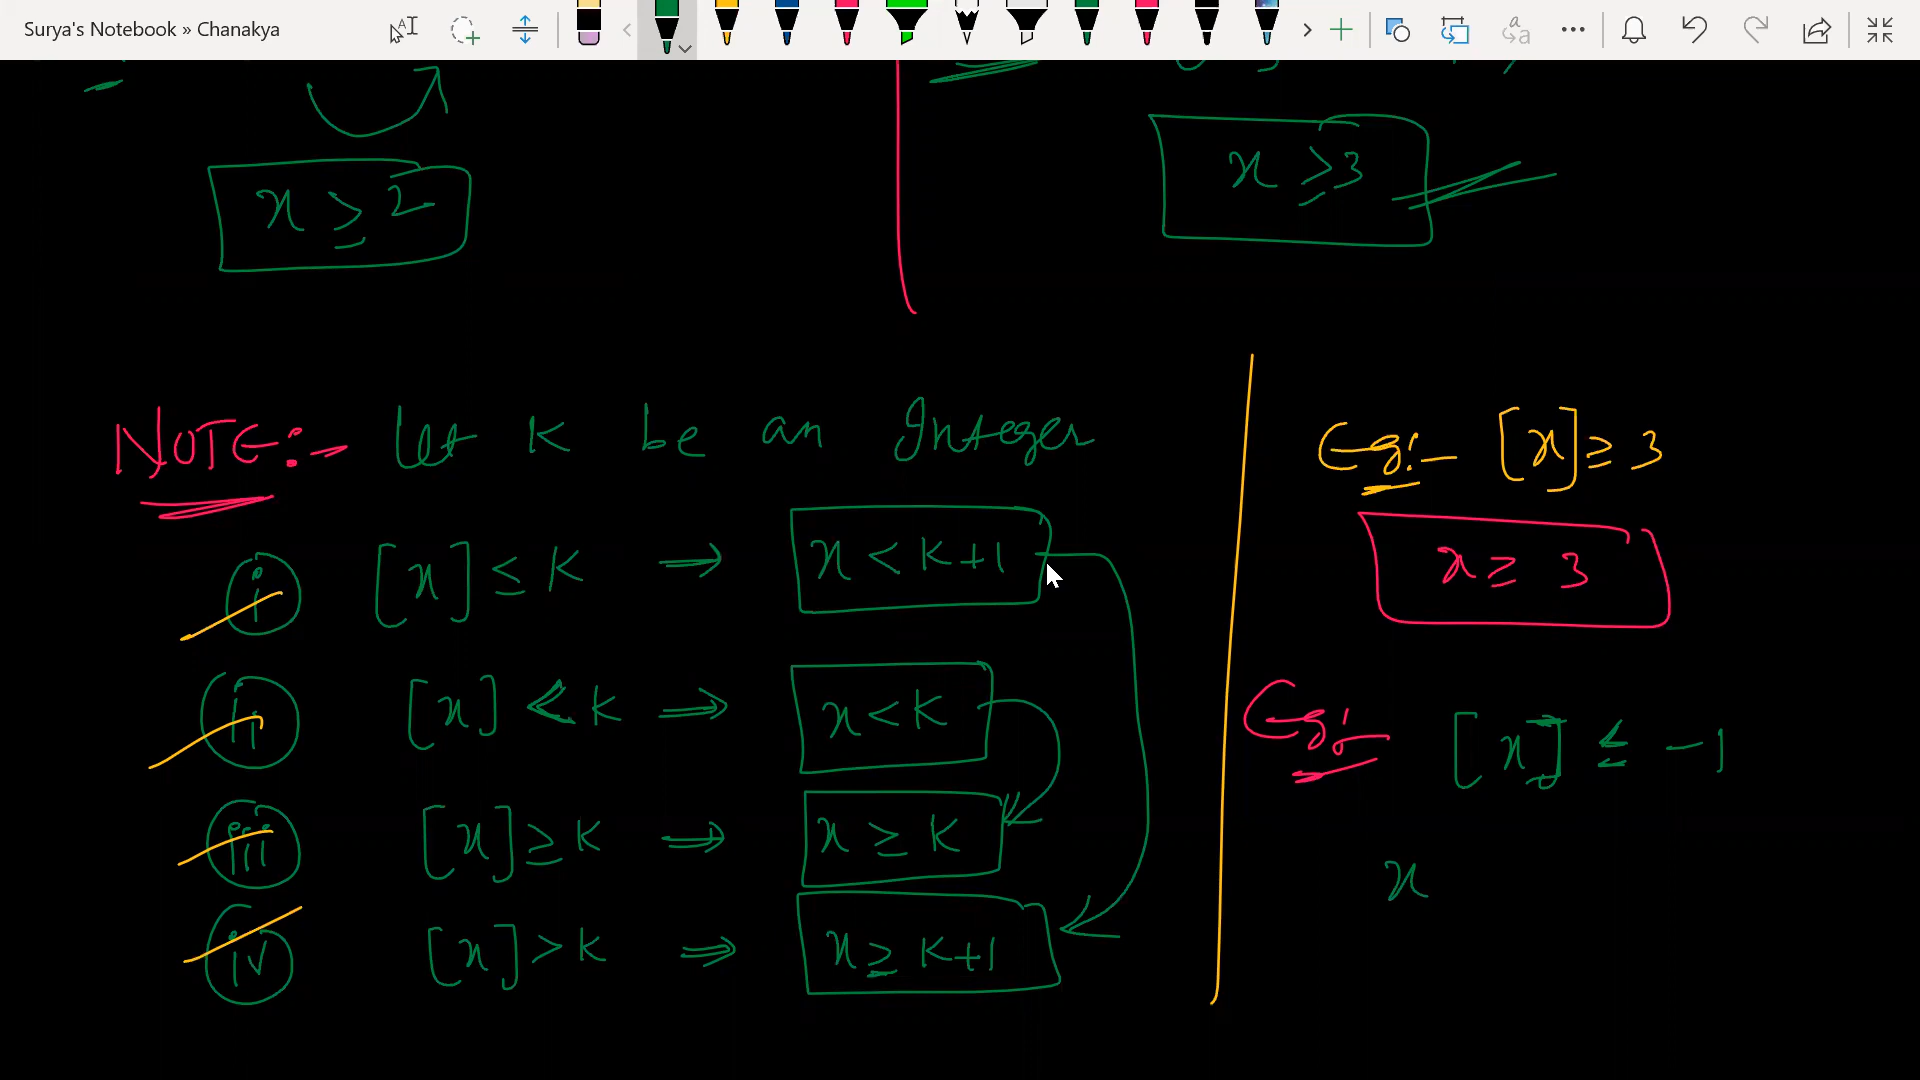 Surya's Notebook » Chanakya
x ≥ 2
x ≥ 3
NOTE:- Let K be an Integer
i [x] ≤ K ⇒ x < K+1
ii [x] < K ⇒ x < K
iii [x] ≥ K ⇒ x ≥ K
iv [x] > K ⇒ x ≥ K+1
Eg:- [x] ≥ 3
x ≥ 3
Eg:- [x] ≤ -1
x